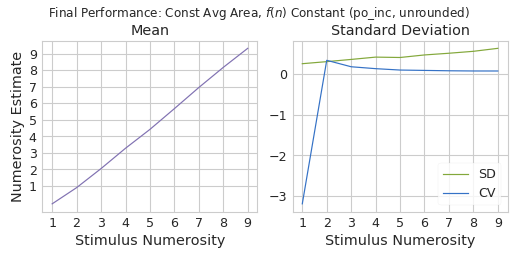 Final Performance: Const Avg Area, f(n) Constant (po_inc, unrounded)
Mean
Standard Deviation
Numerosity Estimate
9
8
7
6
5
4
3
2
1
1 2 3 4 5 6 7 8 9
Stimulus Numerosity
0
−1
−2
−3
SD
CV
1 2 3 4 5 6 7 8 9
Stimulus Numerosity